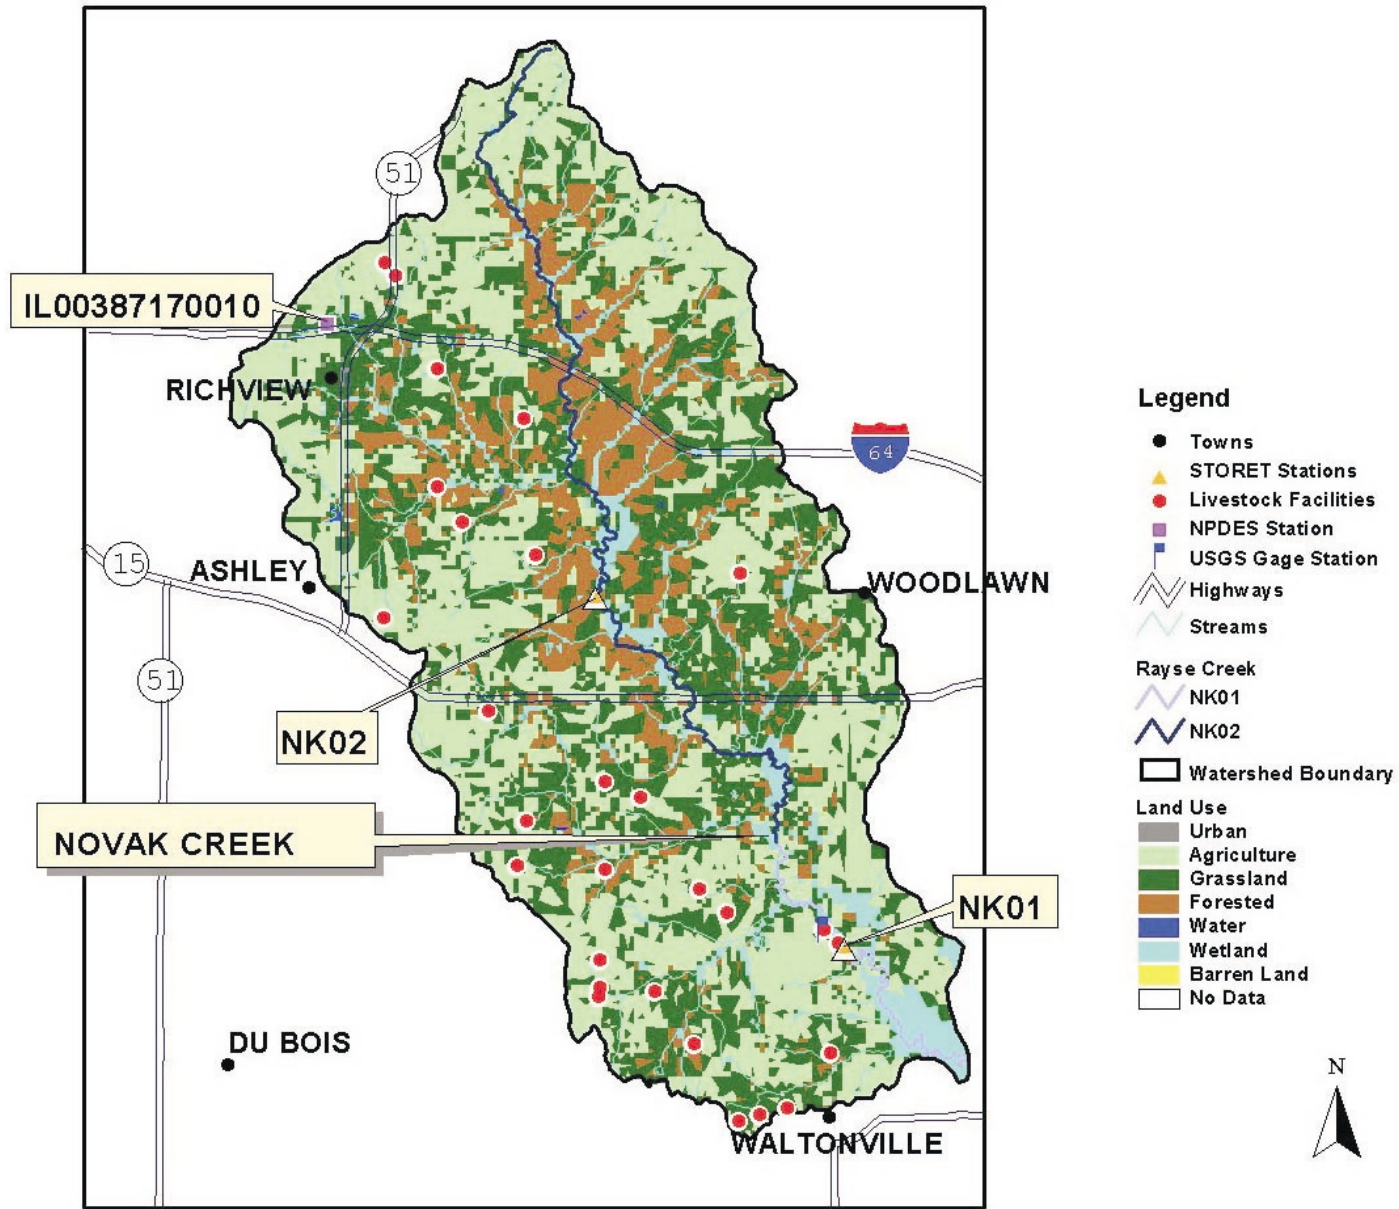 51
IL00387170010
RICHVIEW
64
15
ASHLEY
WOODLAWN
51
NK02
NOVAK CREEK
NK01
DU BOIS
WALTONVILLE
Legend
Towns
STORET Stations
Livestock Facilities
NPDES Station
USGS Gage Station
Highways
Streams
Rayse Creek
NK01
NK02
Watershed Boundary
Land Use
Urban
Agriculture
Grassland
Forested
Water
Wetland
Barren Land
No Data
N